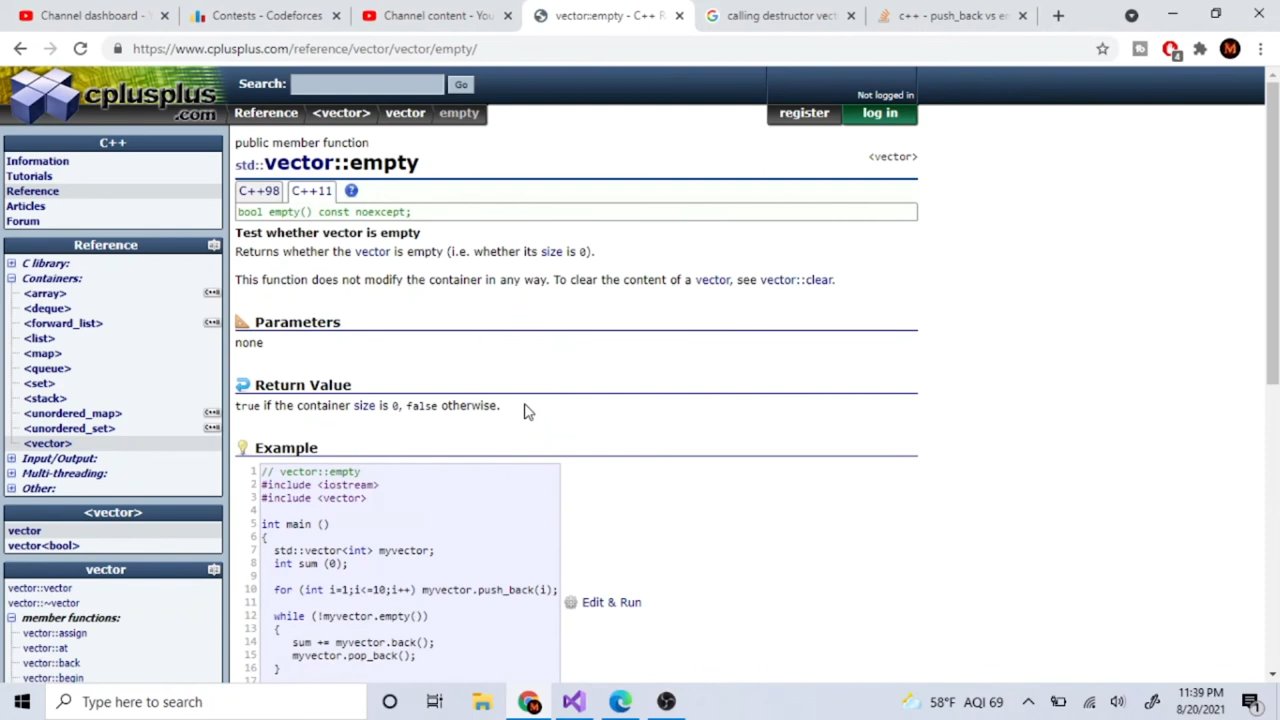 Channel dashboard -
Contests - Codeforces
Channel content - You
vector::empty - C++ R
calling destructor vect
c++ - push_back vs e
https://www.cplusplus.com/reference/vector/vector/empty/
4
M
cplusplus
.com
Search:
Go
Not logged in
Reference
<vector>
vector
empty
register
log in
C++
Information
Tutorials
Reference
Articles
Forum
Reference
C library:
Containers:
<array>
<deque>
<forward_list>
<list>
<map>
<queue>
<set>
<stack>
<unordered_map>
<unordered_set>
<vector>
Input/Output:
Multi-threading:
Other:
<vector>
vector
vector<bool>
vector
vector::vector
vector::~vector
member functions:
vector::assign
vector::at
vector::back
vector::begin
public member function
<vector>
std::vector::empty
C++98
C++11
?
bool empty() const noexcept;
Test whether vector is empty
Returns whether the vector is empty (i.e. whether its size is 0).
This function does not modify the container in any way. To clear the content of a vector, see vector::clear.
Parameters
none
Return Value
true if the container size is 0, false otherwise.
Example
1 // vector::empty
2 #include <iostream>
3 #include <vector>
4
5 int main ()
6 {
7 std::vector<int> myvector;
8 int sum (0);
9
10 for (int i=1;i<=10;i++) myvector.push_back(i);
11
12 while (!myvector.empty())
13 {
14 sum += myvector.back();
15 myvector.pop_back();
16 }
17
Edit & Run
Type here to search
58°F AQI 69
11:39 PM
8/20/2021